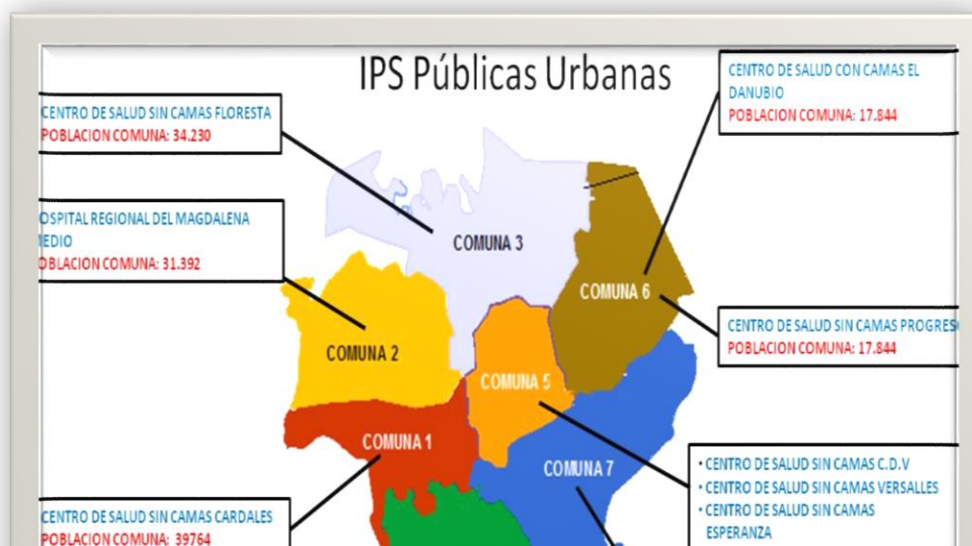 IPS Públicas Urbanas
CENTRO DE SALUD SIN CAMAS FLORESTA
POBLACION COMUNA: 34.230
OSPITAL REGIONAL DEL MAGDALENA
EDIO
OBLACION COMUNA: 31.392
CENTRO DE SALUD CON CAMAS EL
DANUBIO
POBLACION COMUNA: 17.844
COMUNA 3
COMUNA 6
CENTRO DE SALUD SIN CAMAS PROGRESO
POBLACION COMUNA: 17.844
COMUNA 2
COMUNA 5
COMUNA 1
COMUNA 7
• CENTRO DE SALUD SIN CAMAS C.D.V
• CENTRO DE SALUD SIN CAMAS VERSALLES
• CENTRO DE SALUD SIN CAMAS
ESPERANZA
CENTRO DE SALUD SIN CAMAS CARDALES
POBLACION COMUNA: 39764